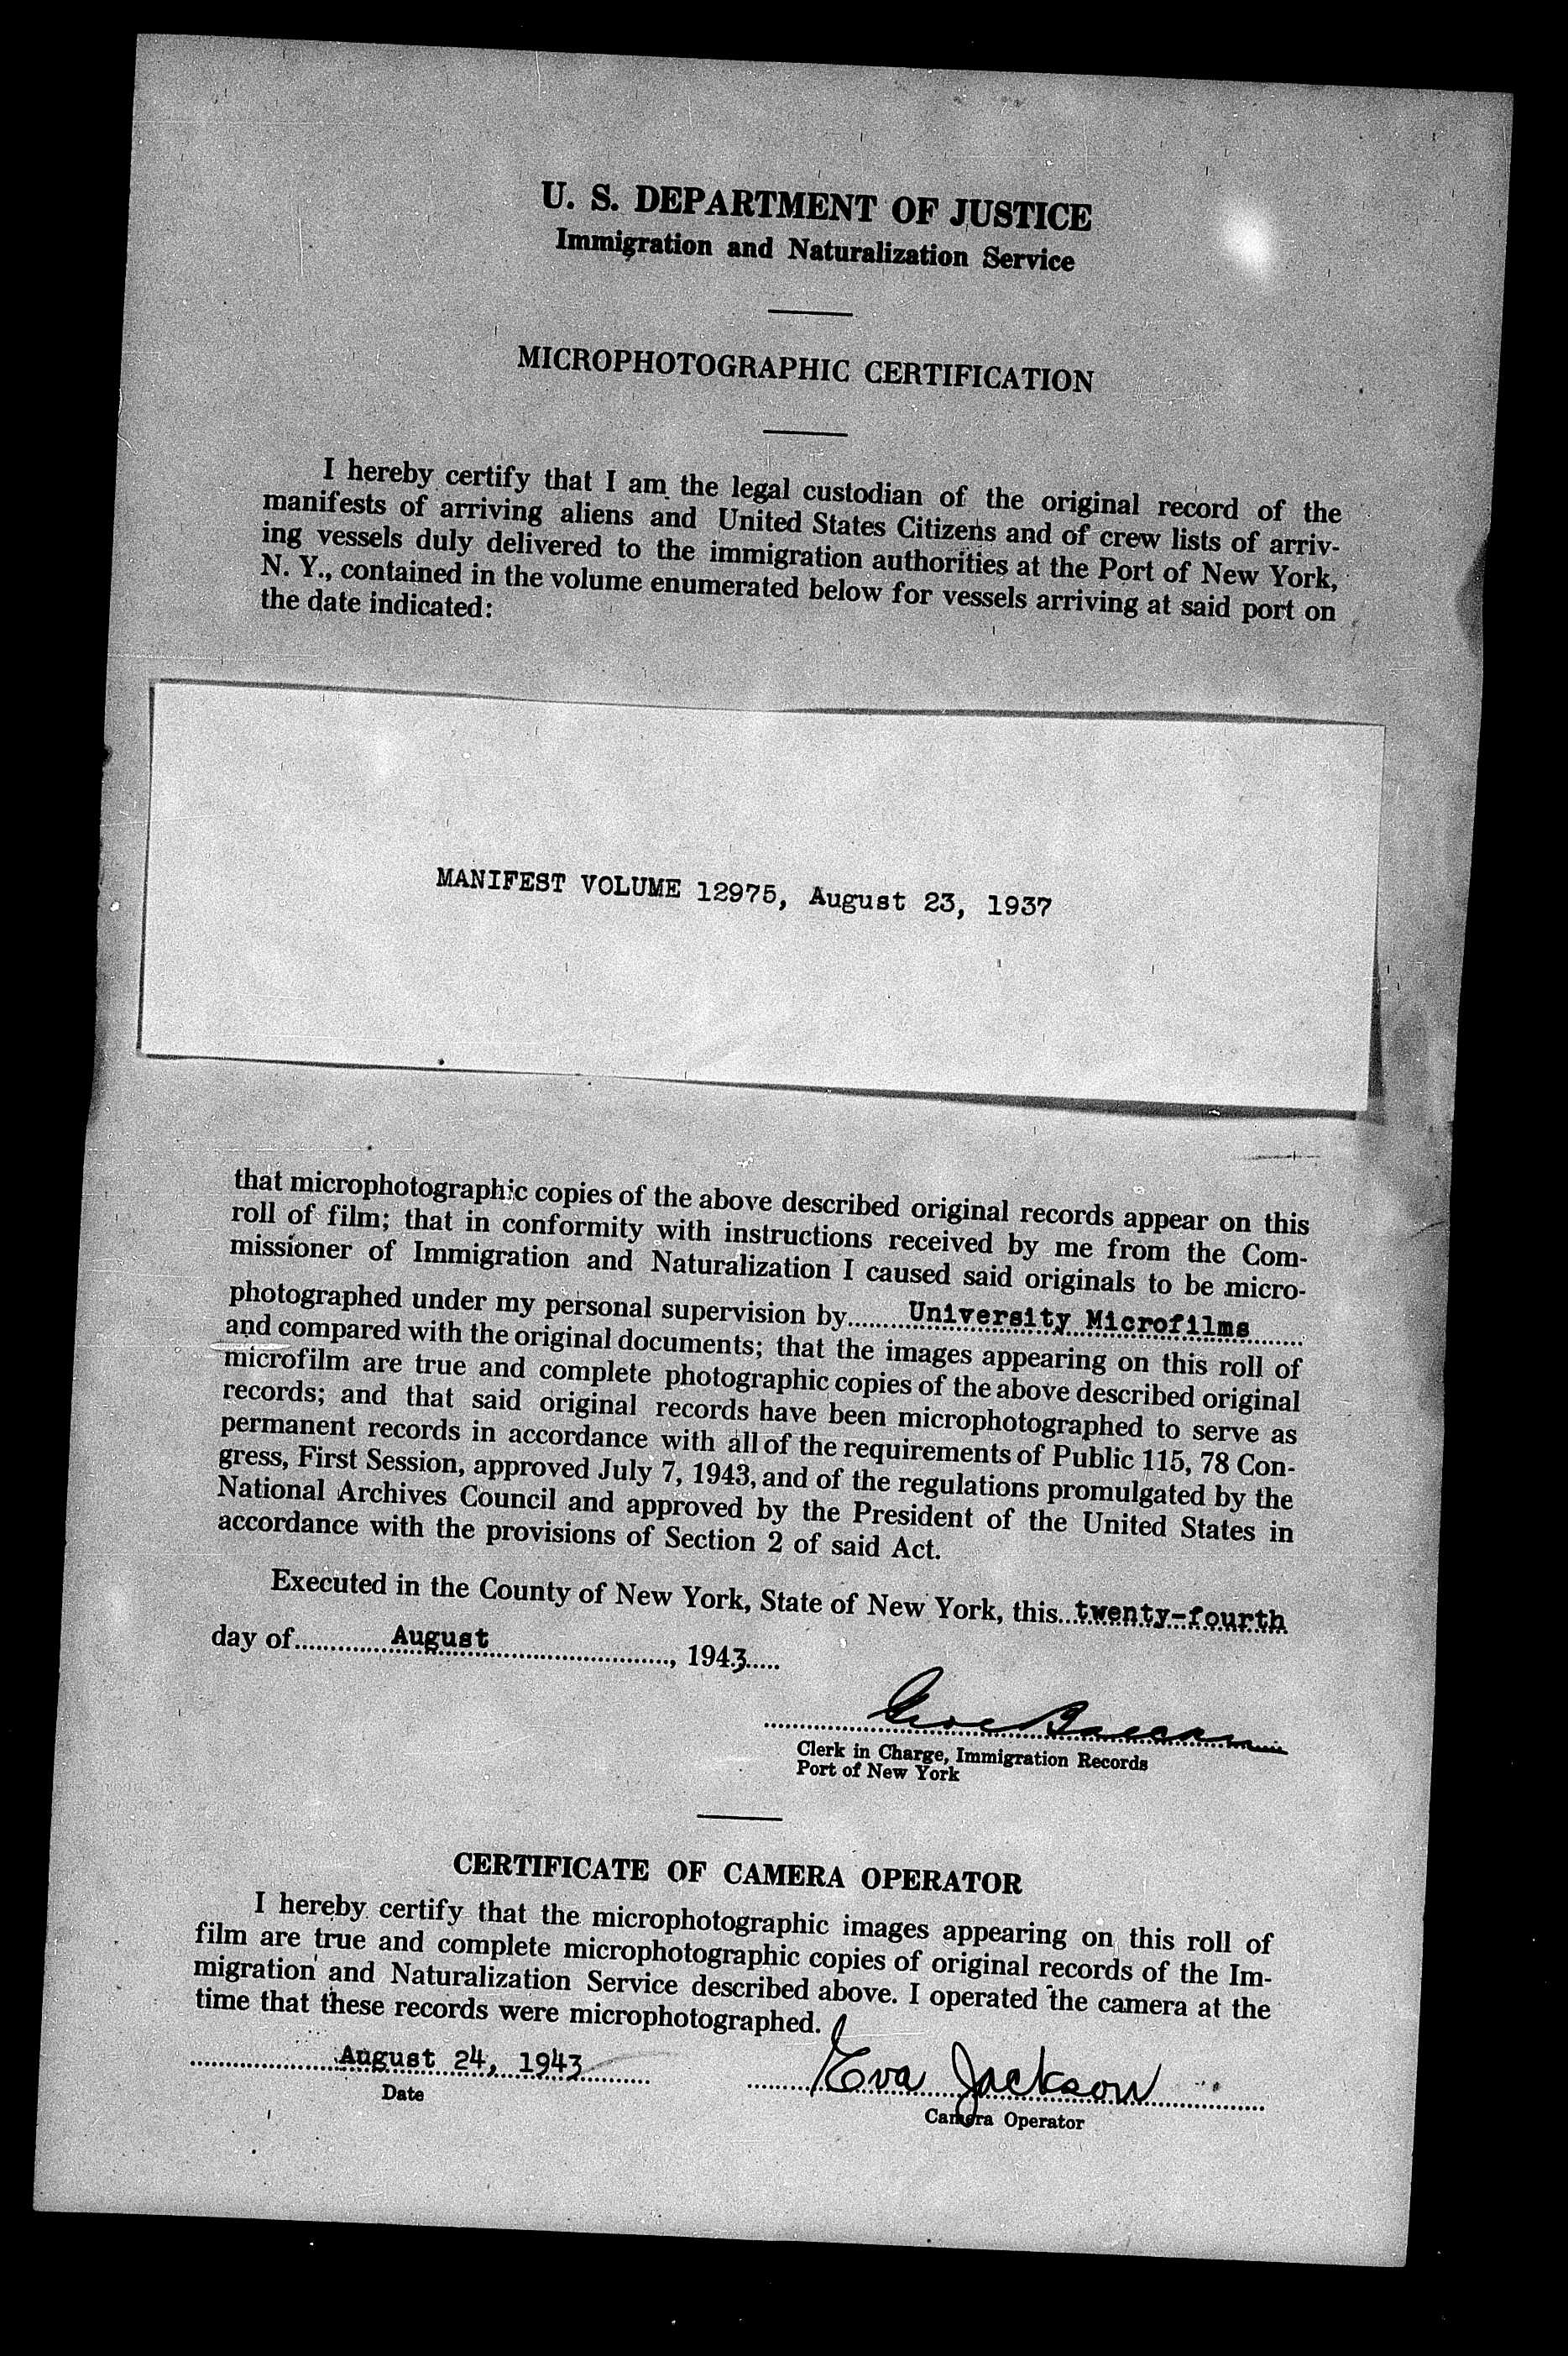 U. S. DEPARTMENT OF JUSTICE
Immigration and Naturalization Service
MICROPHOTOGRAPHIC CERTIFICATION
I hereby certify that I am the legal custodian of the original record of the
manifests of arriving aliens and United States Citizens and of crew lists of arriv-
ing vessels duly delivered to the immigration authorities at the Port of New York,
N. Y., contained in the volume enumerated below for vessels arriving at said port on
the date indicated:
MANIFEST VOLUME 12975, August 23, 1937
that microphotographic copies of the above described original records appear on this
roll of film; that in conformity with instructions received by me from the Com-
missioner of Immigration and Naturalization I caused said originals to be micro-
photographed under my personal supervision by University Microfilms
and compared with the original documents; that the images appearing on this roll of
microfilm are true and complete photographic copies of the above described original
records; and that said original records have been microphotographed to serve as
permanent records in accordance with all of the requirements of Public 115, 78 Con-
gress, First Session, approved July 7, 1943, and of the regulations promulgated by the
National Archives Council and approved by the President of the United States in
accordance with the provisions of Section 2 of said Act.
Executed in the County of New York, State of New York, this twenty-fourth
day of August, 1943
Clerk in Charge, Immigration Records
Port of New York
CERTIFICATE OF CAMERA OPERATOR
I hereby certify that the microphotographic images appearing on this roll of
film are true and complete microphotographic copies of original records of the Im-
migration and Naturalization Service described above. I operated the camera at the
time that these records were microphotographed.
August 24, 1943 Eva Jackson
Date Camera Operator